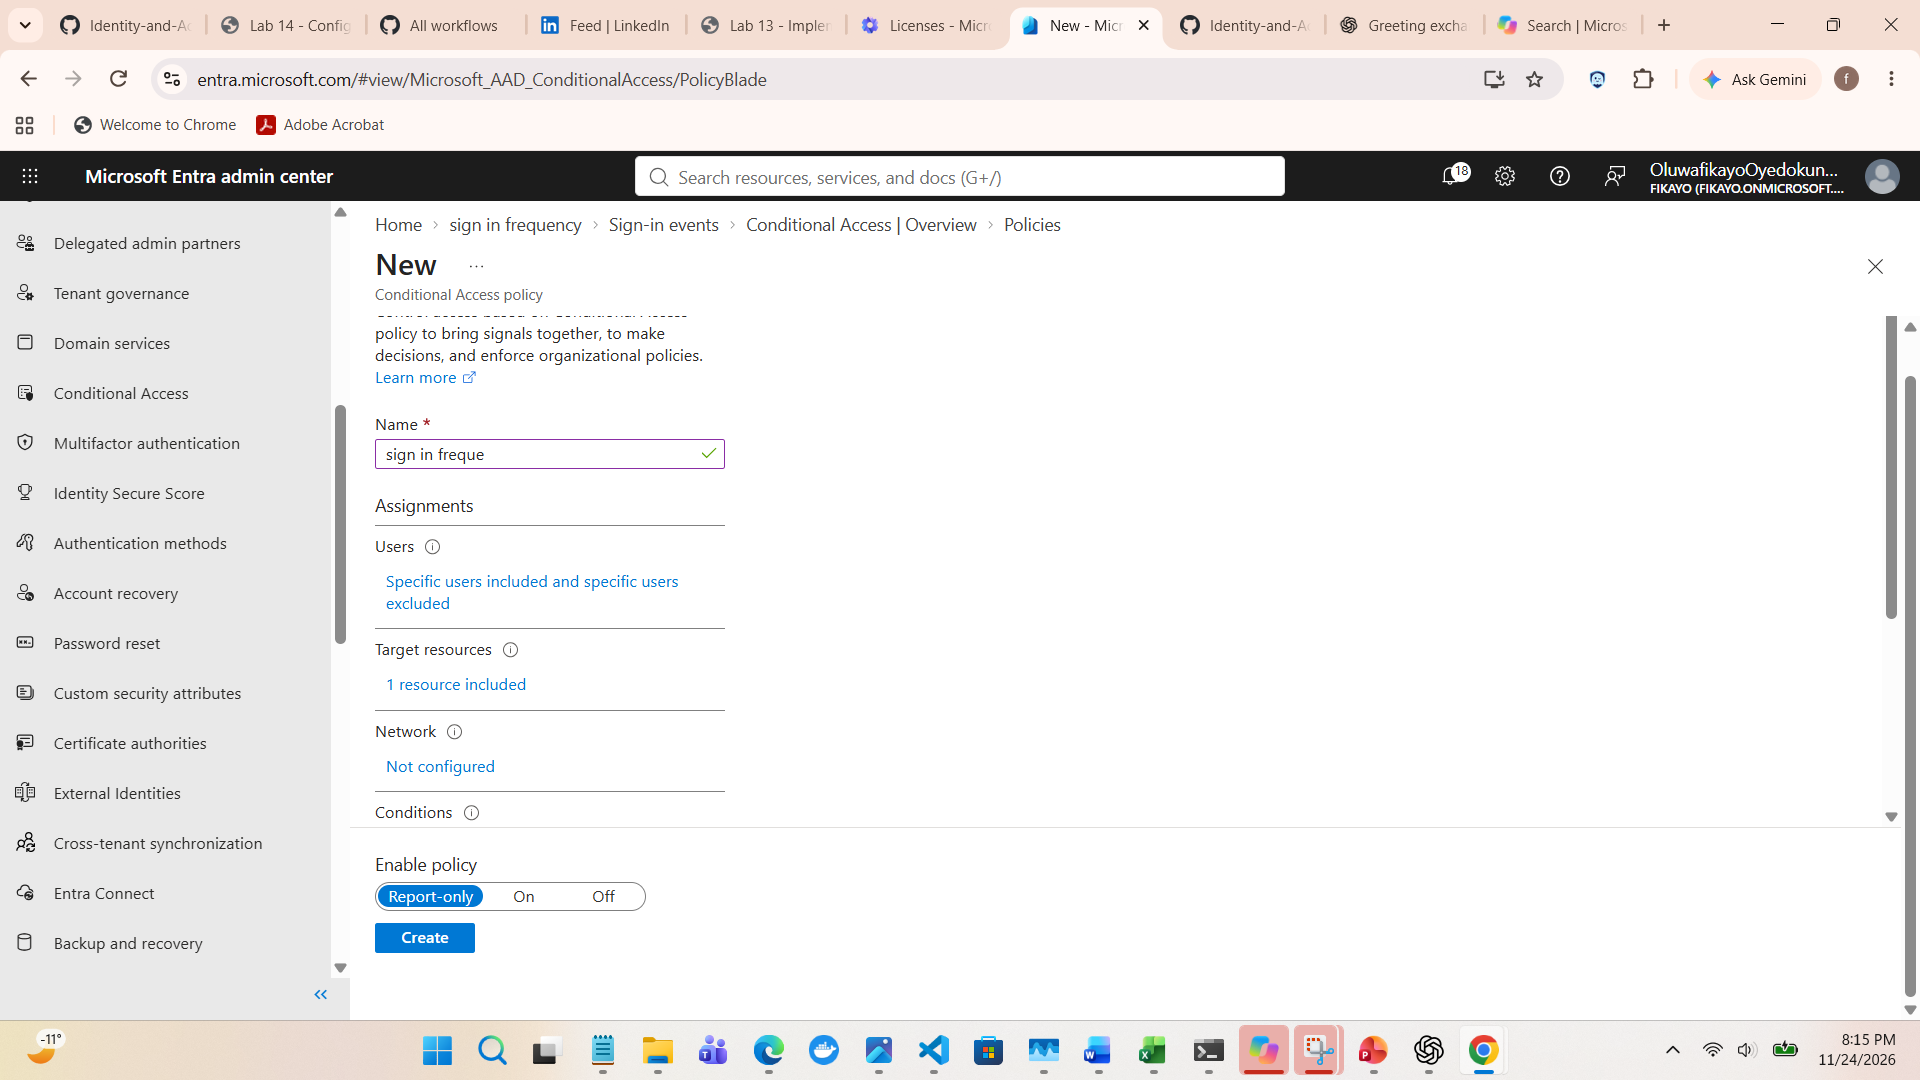 Identity-and-Ac
Lab 14 - Config
All workflows
Feed | LinkedIn
Lab 13 - Implem
Licenses - Micro
New - Micr
Identity-and-Ac
Greeting excha
Search | Micros
entra.microsoft.com/#view/Microsoft_AAD_ConditionalAccess/PolicyBlade
Ask Gemini
f
Welcome to Chrome
Adobe Acrobat
Microsoft Entra admin center
Search resources, services, and docs (G+/)
18
OluwafikayoOyedokun...
FIKAYO (FIKAYO.ONMICROSOFT....
Delegated admin partners
Tenant governance
Domain services
Conditional Access
Multifactor authentication
Identity Secure Score
Authentication methods
Account recovery
Password reset
Custom security attributes
Certificate authorities
External Identities
Cross-tenant synchronization
Entra Connect
Backup and recovery
Home > sign in frequency > Sign-in events > Conditional Access | Overview > Policies
New ...
Conditional Access policy
policy to bring signals together, to make
decisions, and enforce organizational policies.
Learn more
Name *
sign in freque
Assignments
Users
Specific users included and specific users
excluded
Target resources
1 resource included
Network
Not configured
Conditions
Enable policy
Report-only On Off
Create
-11°
8:15 PM
11/24/2026